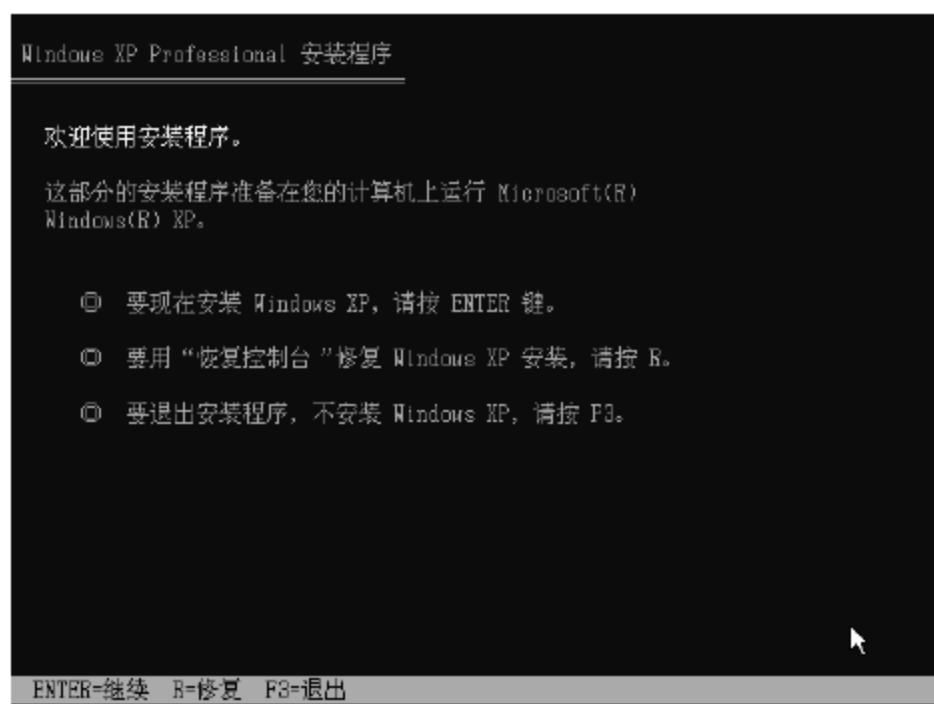 Windows XP Professional 安装程序
欢迎使用安装程序。
这部分的安装程序准备在您的计算机上运行 Microsoft(R)
Windows(R) XP。
◎ 要现在安装 Windows XP，请按 ENTER 键。
◎ 要用“恢复控制台”修复 Windows XP 安装，请按 R。
◎ 要退出安装程序，不安装 Windows XP，请按 F3。
ENTER=继续 R=修复 F3=退出